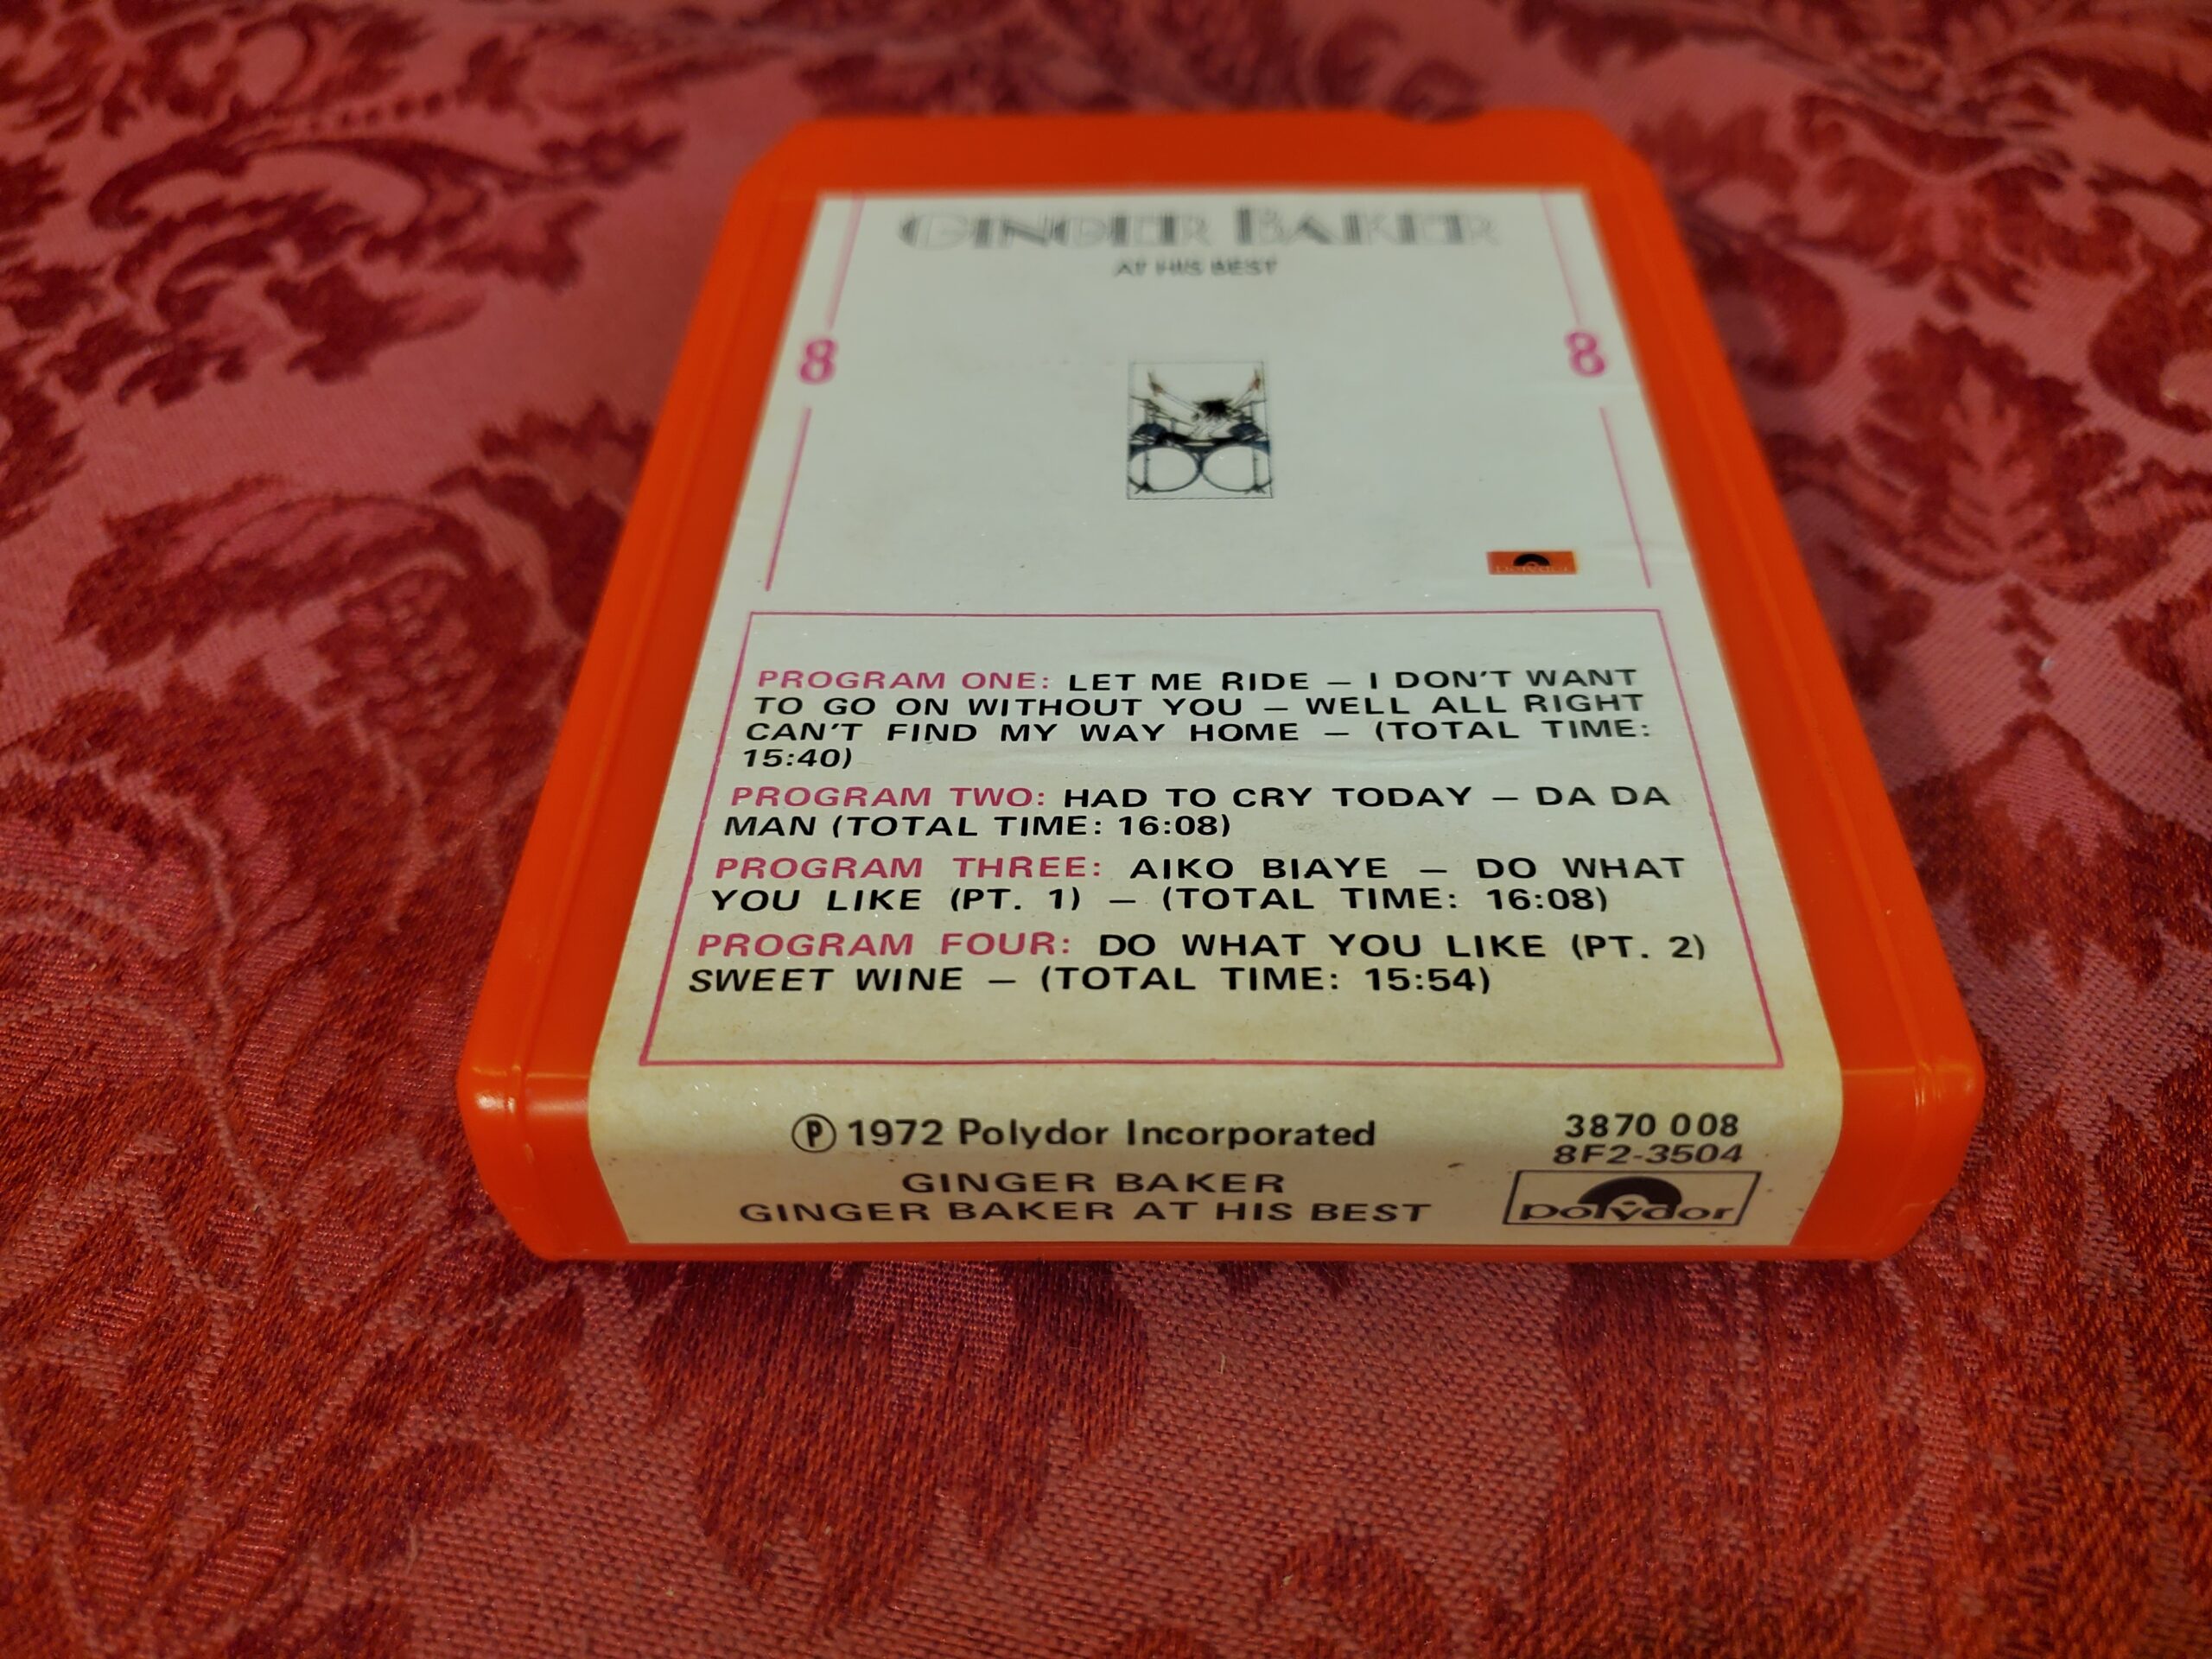 GINGER BAKER
AT HIS BEST
8 8
polydor
PROGRAM ONE: LET ME RIDE — I DON'T WANT
TO GO ON WITHOUT YOU — WELL ALL RIGHT
CAN'T FIND MY WAY HOME — (TOTAL TIME:
15:40)
PROGRAM TWO: HAD TO CRY TODAY — DA DA
MAN (TOTAL TIME: 16:08)
PROGRAM THREE: AIKO BIAYE — DO WHAT
YOU LIKE (PT. 1) — (TOTAL TIME: 16:08)
PROGRAM FOUR: DO WHAT YOU LIKE (PT. 2)
SWEET WINE — (TOTAL TIME: 15:54)
Ⓟ 1972 Polydor Incorporated
3870 008
8F2-3504
GINGER BAKER
GINGER BAKER AT HIS BEST
polydor